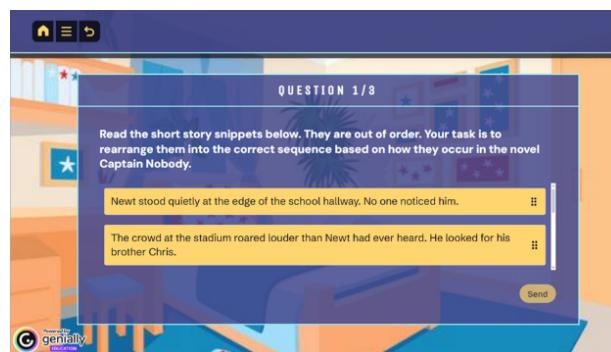 QUESTION 1/3
Read the short story snippets below. They are out of order. Your task is to
rearrange them into the correct sequence based on how they occur in the novel
Captain Nobody.
Newt stood quietly at the edge of the school hallway. No one noticed him.
The crowd at the stadium roared louder than Newt had ever heard. He looked for his
brother Chris.
Send
Powered by
genially
EDUCATION